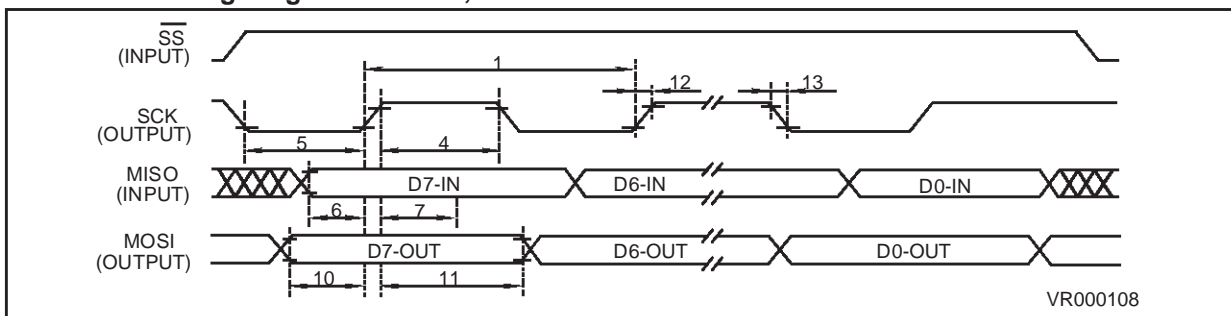 SS
(INPUT)
1
12
13
SCK
(OUTPUT)
5
4
MISO
(INPUT)
D7-IN
D6-IN
D0-IN
6
7
MOSI
(OUTPUT)
D7-OUT
D6-OUT
D0-OUT
10
11
VR000108